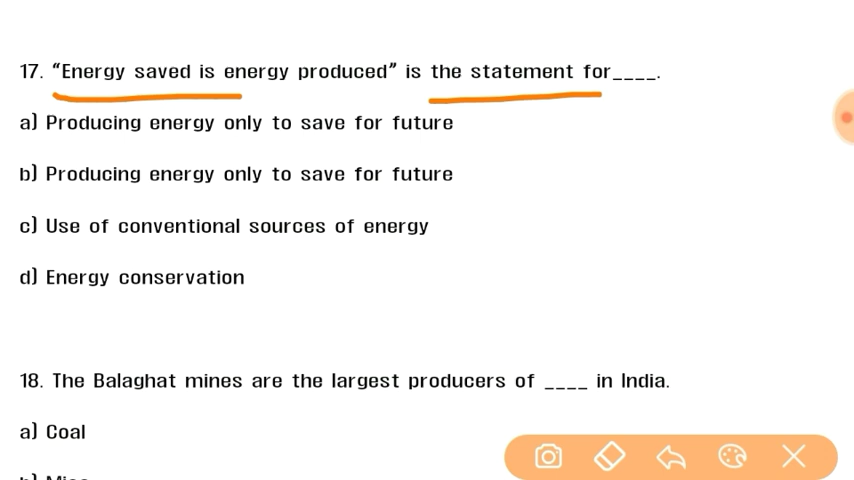 17. “Energy saved is energy produced” is the statement for____.
a) Producing energy only to save for future
b) Producing energy only to save for future
c) Use of conventional sources of energy
d) Energy conservation
18. The Balaghat mines are the largest producers of ____ in India.
a) Coal